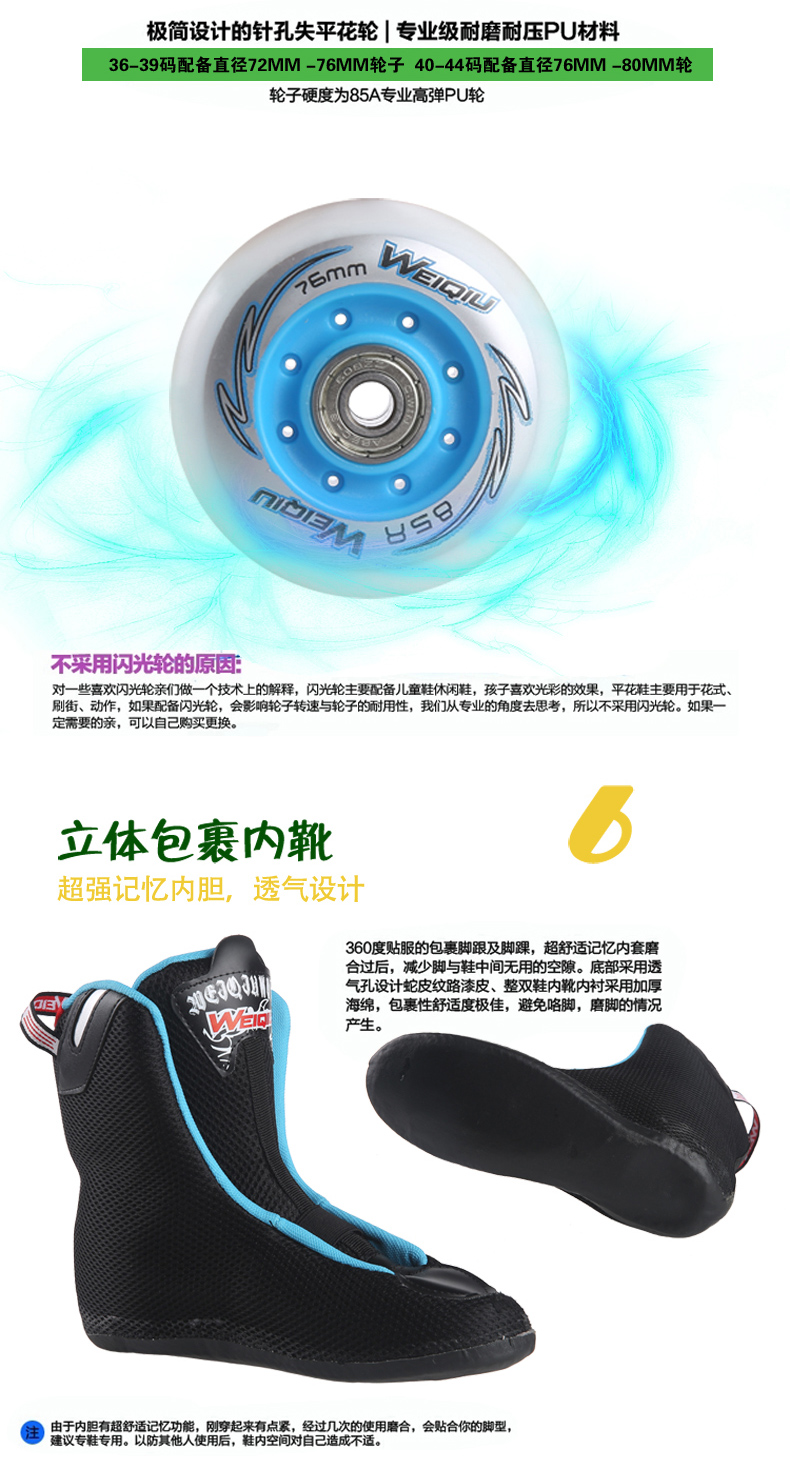 极简设计的针孔失平花轮 | 专业级耐磨耐压PU材料
36-39码配备直径72MM -76MM轮子 40-44码配备直径76MM -80MM轮
轮子硬度为85A专业高弹PU轮
76mm WEIQIU
WEIQIU 85A
不采用闪光轮的原因:
对一些喜欢闪光轮亲们做一个技术上的解释，闪光轮主要配备儿童鞋休闲鞋，孩子喜欢光彩的效果，平花鞋主要用于花式、
刷街、动作，如果配备闪光轮，会影响轮子转速与轮子的耐用性，我们从专业的角度去思考，所以不采用闪光轮。如果一
定需要的亲，可以自己购买更换。
立体包裹内靴
6
超强记忆内胆，透气设计
360度贴服的包裹脚跟及脚踝，超舒适记忆内套磨
合过后，减少脚与鞋中间无用的空隙。底部采用透
气孔设计蛇皮纹路漆皮、整双鞋内靴内衬采用加厚
海绵，包裹性舒适度极佳，避免咯脚，磨脚的情况
产生。
WEIQIU
注 由于内胆有超舒适记忆功能，刚穿起来有点紧，经过几次的使用磨合，会贴合你的脚型，
建议专鞋专用。以防其他人使用后，鞋内空间对自己造成不适。